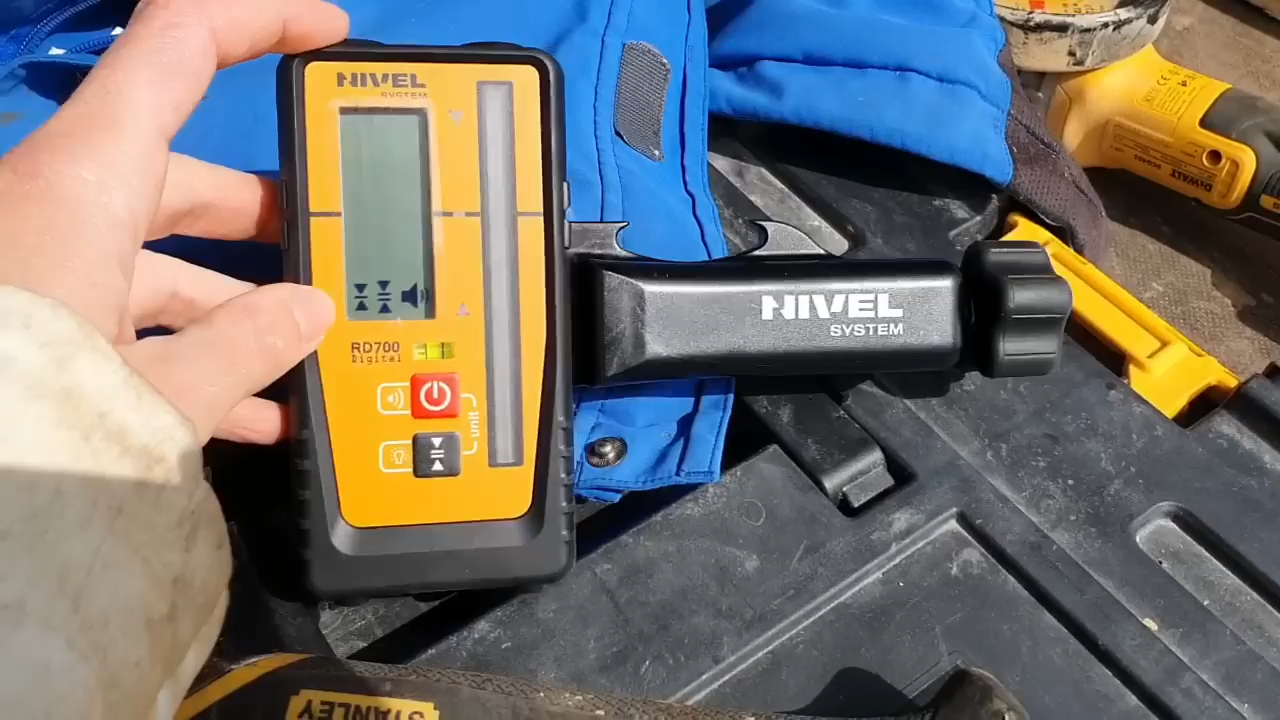 NIVEL
SYSTEM
RD700
Digital
unit
NIVEL
SYSTEM
DEWALT
STANLEY